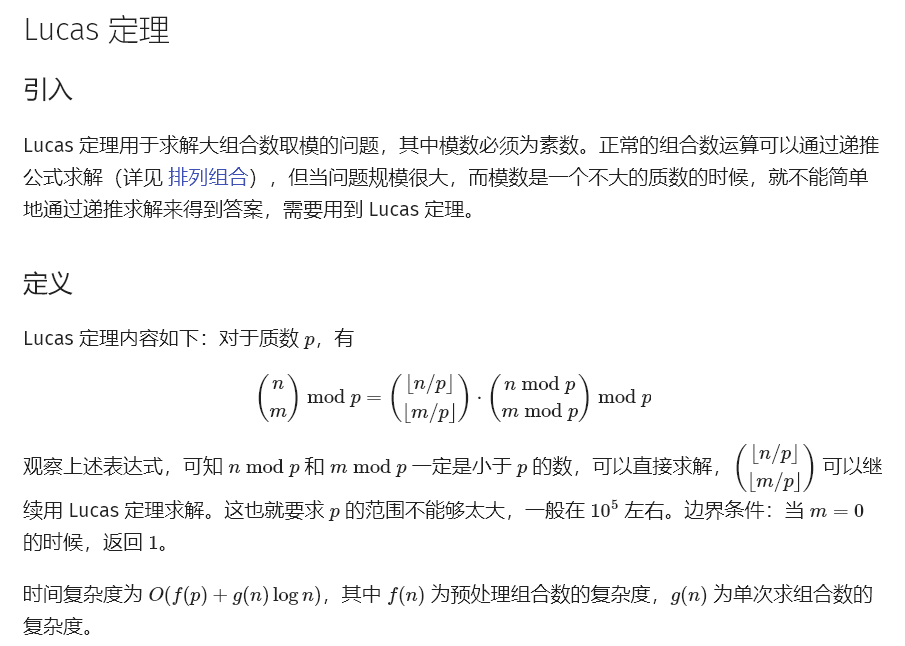 Lucas 定理
引入
Lucas 定理用于求解大组合数取模的问题，其中模数必须为素数。正常的组合数运算可以通过递推
公式求解（详见 排列组合），但当问题规模很大，而模数是一个不大的质数的时候，就不能简单
地通过递推求解来得到答案，需要用到 Lucas 定理。
定义
Lucas 定理内容如下：对于质数 p，有
$\binom{n}{m} \bmod p = \binom{\lfloor n/p \rfloor}{\lfloor m/p \rfloor} \cdot \binom{n \bmod p}{m \bmod p} \bmod p$
观察上述表达式，可知 n mod p 和 m mod p 一定是小于 p 的数，可以直接求解，$\binom{\lfloor n/p \rfloor}{\lfloor m/p \rfloor}$ 可以继
续用 Lucas 定理求解。这也就要求 p 的范围不能够太大，一般在 10⁵ 左右。边界条件：当 m = 0
的时候，返回 1。
时间复杂度为 O(f(p) + g(n) log n)，其中 f(n) 为预处理组合数的复杂度，g(n) 为单次求组合数的
复杂度。